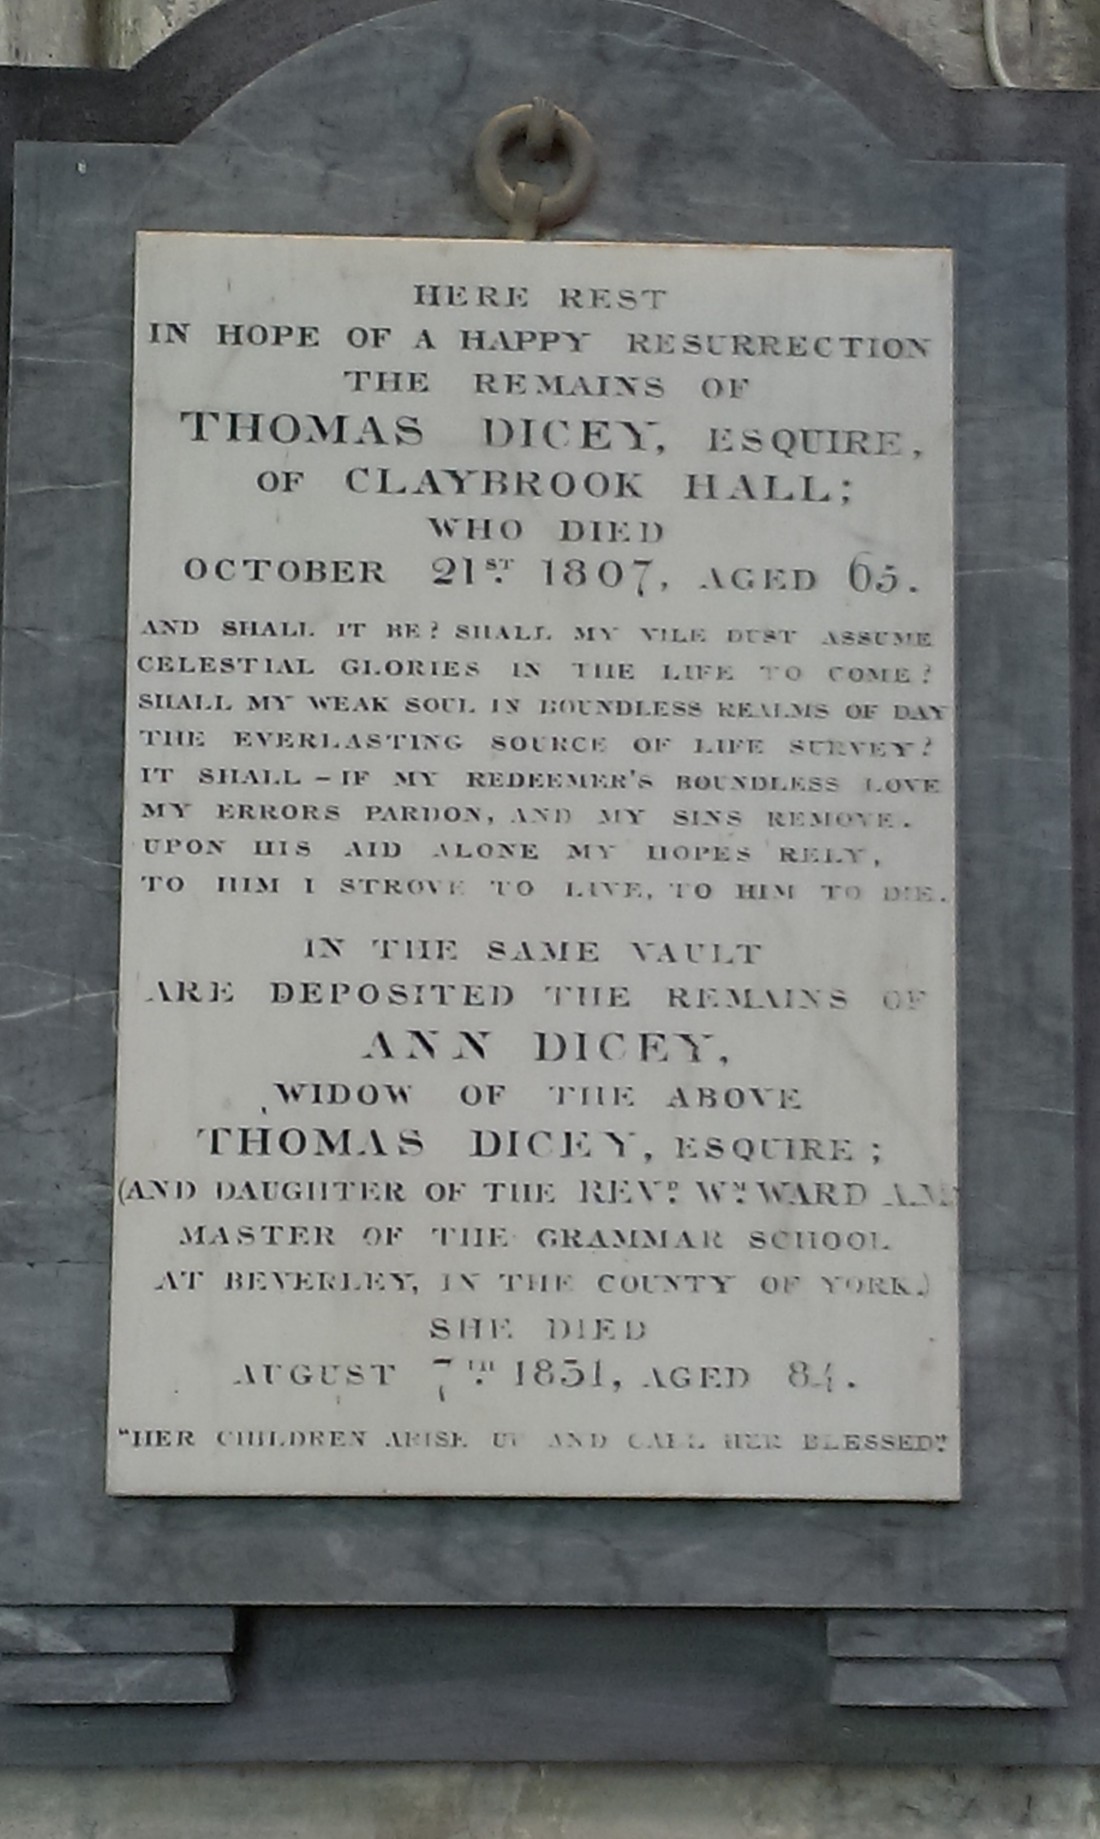 HERE REST
IN HOPE OF A HAPPY RESURRECTION
THE REMAINS OF
THOMAS DICEY, ESQUIRE,
OF CLAYBROOK HALL;
WHO DIED
OCTOBER 21ST 1807, AGED 65.
AND SHALL IT BE? SHALL MY VILE DUST ASSUME
CELESTIAL GLORIES IN THE LIFE TO COME?
SHALL MY WEAK SOUL IN BOUNDLESS REALMS OF DAY
THE EVERLASTING SOURCE OF LIFE SURVEY?
IT SHALL – IF MY REDEEMER'S BOUNDLESS LOVE
MY ERRORS PARDON, AND MY SINS REMOVE.
UPON HIS AID ALONE MY HOPES RELY,
TO HIM I STROVE TO LIVE, TO HIM TO DIE.
IN THE SAME VAULT
ARE DEPOSITED THE REMAINS OF
ANN DICEY,
WIDOW OF THE ABOVE
THOMAS DICEY, ESQUIRE;
(AND DAUGHTER OF THE REVD. WM. WARD A.M.
MASTER OF THE GRAMMAR SCHOOL
AT BEVERLEY, IN THE COUNTY OF YORK.)
SHE DIED
AUGUST 7TH AGED 84.
"HER CHILDREN ARISE UP AND CALL HER BLESSED."